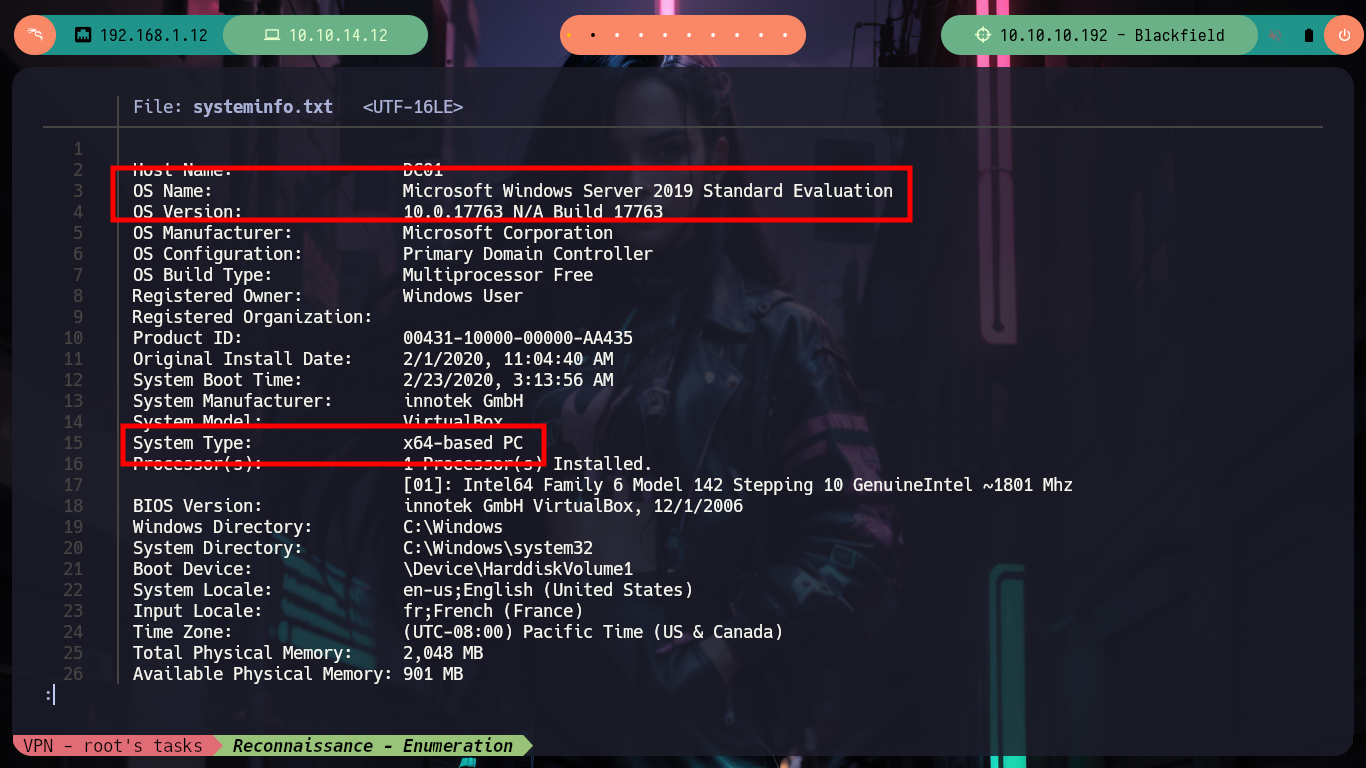 192.168.1.12 10.10.14.12 10.10.10.192 - Blackfield
File: systeminfo.txt <UTF-16LE>
1
2 Host Name: DC01
3 OS Name: Microsoft Windows Server 2019 Standard Evaluation
4 OS Version: 10.0.17763 N/A Build 17763
5 OS Manufacturer: Microsoft Corporation
6 OS Configuration: Primary Domain Controller
7 OS Build Type: Multiprocessor Free
8 Registered Owner: Windows User
9 Registered Organization:
10 Product ID: 00431-10000-00000-AA435
11 Original Install Date: 2/1/2020, 11:04:40 AM
12 System Boot Time: 2/23/2020, 3:13:56 AM
13 System Manufacturer: innotek GmbH
14 System Model: VirtualBox
15 System Type: x64-based PC
16 Processor(s): 1 Processor(s) Installed.
17 [01]: Intel64 Family 6 Model 142 Stepping 10 GenuineIntel ~1801 Mhz
18 BIOS Version: innotek GmbH VirtualBox, 12/1/2006
19 Windows Directory: C:\Windows
20 System Directory: C:\Windows\system32
21 Boot Device: \Device\HarddiskVolume1
22 System Locale: en-us;English (United States)
23 Input Locale: fr;French (France)
24 Time Zone: (UTC-08:00) Pacific Time (US & Canada)
25 Total Physical Memory: 2,048 MB
26 Available Physical Memory: 901 MB
:
VPN - root's tasks Reconnaissance - Enumeration